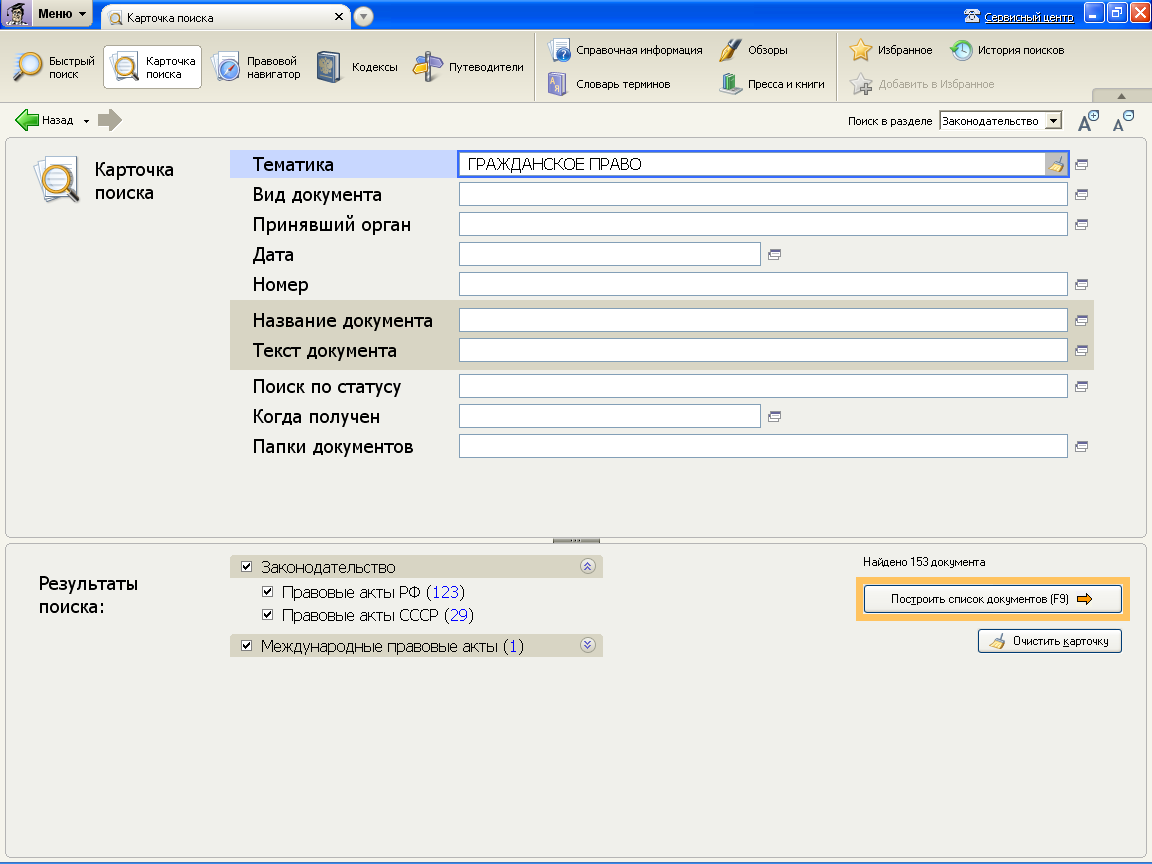 Меню
Карточка поиска
Сервисный центр
Быстрый
поиск
Карточка
поиска
Правовой
навигатор
Кодексы
Путеводители
Справочная информация
Обзоры
Избранное
История поисков
Словарь терминов
Пресса и книги
Добавить в Избранное
Назад
Поиск в разделе
Законодательство
Карточка
поиска
Тематика
ГРАЖДАНСКОЕ ПРАВО
Вид документа
Принявший орган
Дата
Номер
Название документа
Текст документа
Поиск по статусу
Когда получен
Папки документов
Результаты
поиска:
Законодательство
Правовые акты РФ (123)
Правовые акты СССР (29)
Международные правовые акты (1)
Найдено 153 документа
Построить список документов (F9)
Очистить карточку